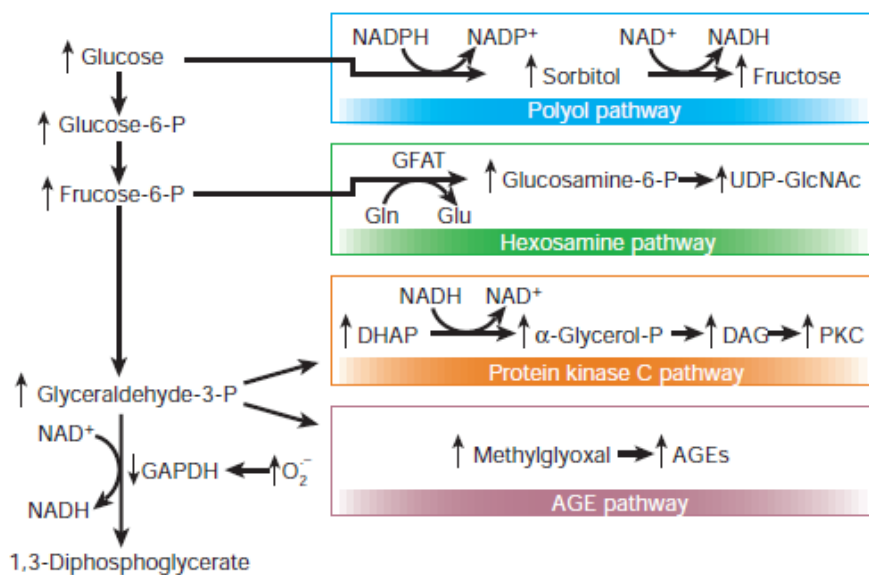 NADPH NADP⁺ NAD⁺ NADH
↑ Glucose
↑ Sorbitol ↑ Fructose
Polyol pathway
↑ Glucose-6-P
GFAT
↑ Frucose-6-P
↑ Glucosamine-6-P ↑ UDP-GlcNAc
Gln Glu
Hexosamine pathway
NADH NAD⁺
↑ DHAP ↑ α-Glycerol-P ↑ DAG ↑ PKC
Protein kinase C pathway
↑ Glyceraldehyde-3-P
NAD⁺
↓ GAPDH ↑ O₂·⁻
NADH
↑ Methylglyoxal ↑ AGEs
AGE pathway
1,3-Diphosphoglycerate